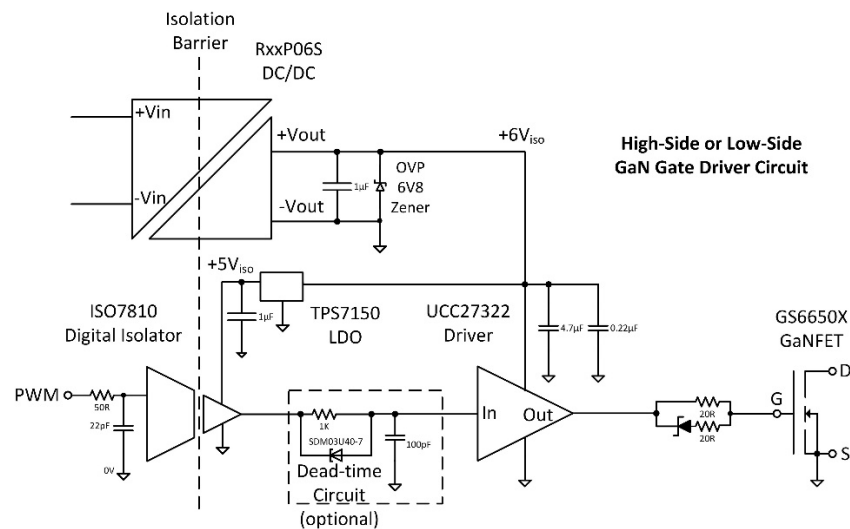 Isolation
Barrier
RxxP06S
DC/DC
+Vin
-Vin
+Vout
-Vout
1µF
OVP
6V8
Zener
+6Viso
High-Side or Low-Side
GaN Gate Driver Circuit
+5Viso
1µF
TPS7150
LDO
ISO7810
Digital Isolator
UCC27322
Driver
4.7µF
0.22µF
GS6650X
GaNFET
PWM
50R
22pF
0V
1K
SDM03U40-7
100pF
Dead-time
Circuit
(optional)
In
Out
20R
20R
G
D
S